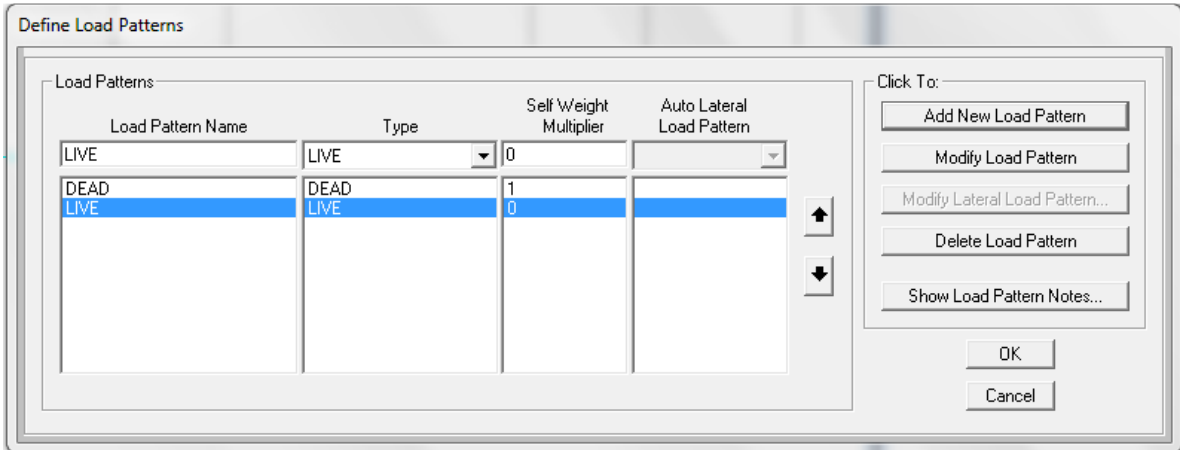 Define Load Patterns
Load Patterns
Load Pattern Name
Type
Self Weight
Multiplier
Auto Lateral
Load Pattern
LIVE LIVE 0
DEAD DEAD 1
LIVE LIVE 0
Click To:
Add New Load Pattern
Modify Load Pattern
Modify Lateral Load Pattern...
Delete Load Pattern
Show Load Pattern Notes...
OK
Cancel